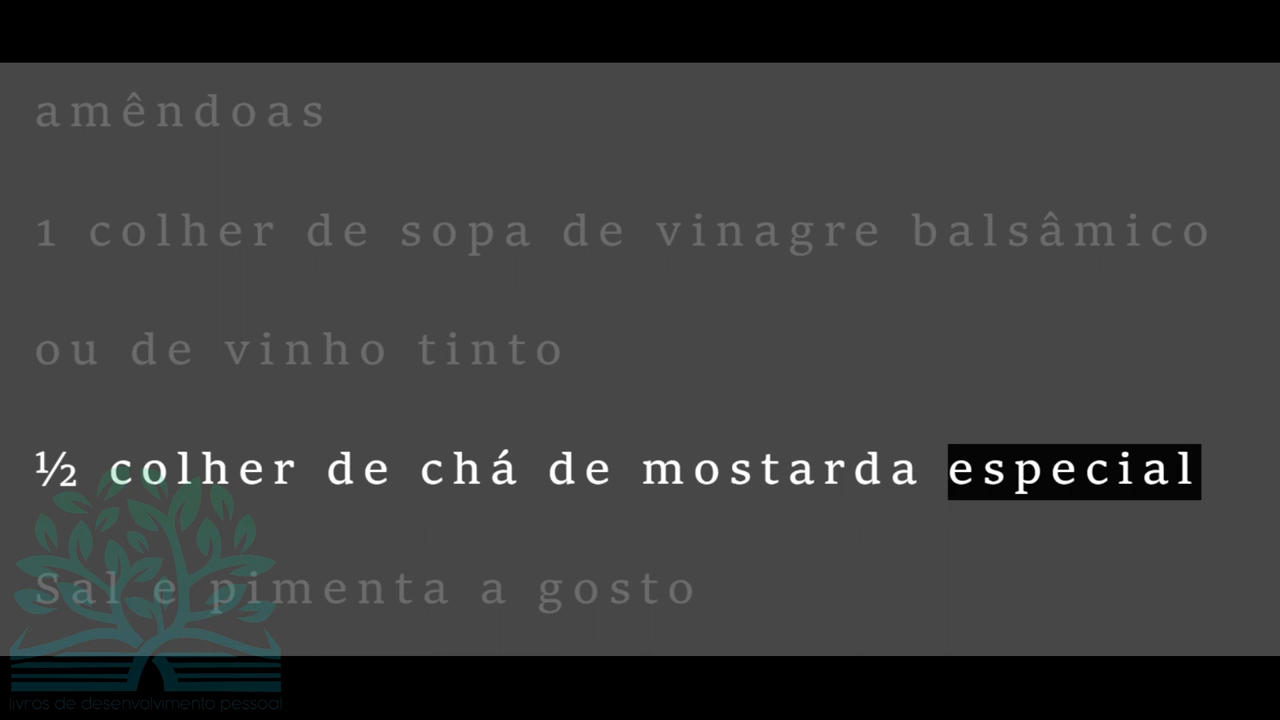 amêndoas
1 colher de sopa de vinagre balsâmico
ou de vinho tinto
½ colher de chá de mostarda especial
Sal e pimenta a gosto
livros de desenvolvimento pessoal